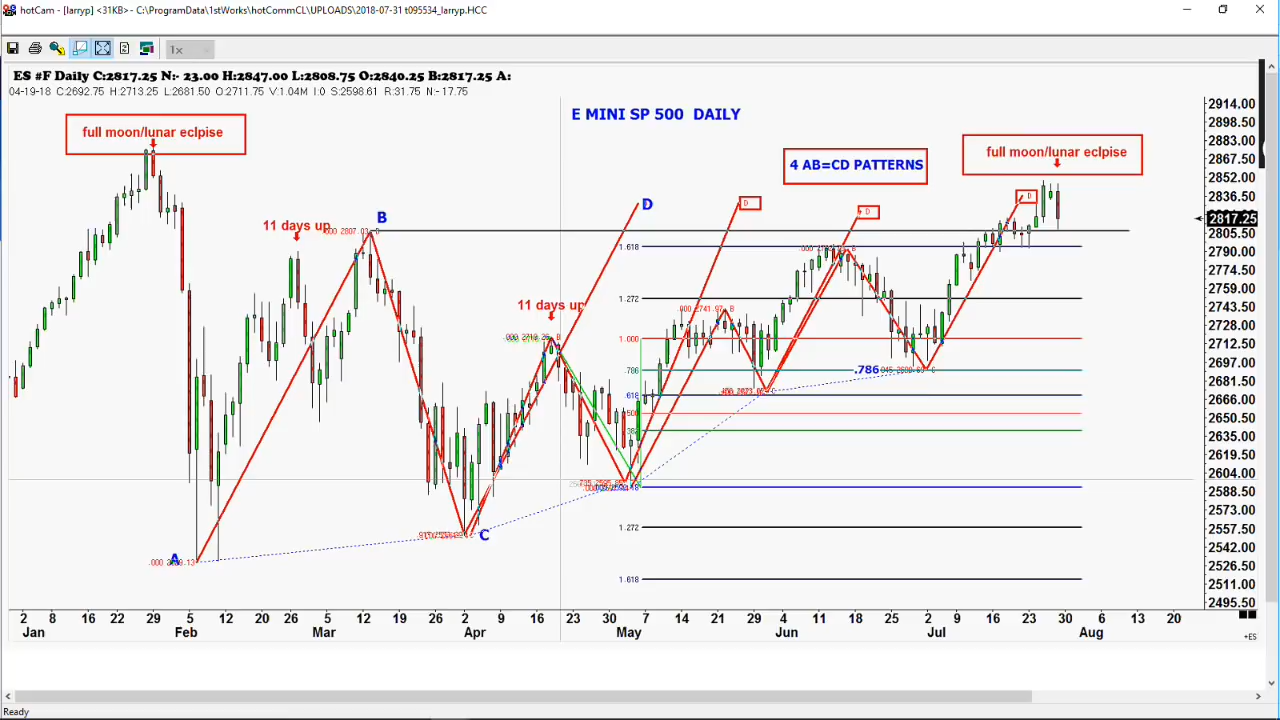 hotCam - [larryp] <31KB> - C:\ProgramData\1stWorks\hotCommCL\UPLOADS\2018-07-31 t095534_larryp.HCC
1x
ES #F Daily C:2817.25 N:- 23.00 H:2847.00 L:2808.75 O:2840.25 B:2817.25 A:
04-19-18 C:2692.75 H:2713.25 L:2681.50 O:2711.75 V:1.04M I:0 S:2598.61 R:31.75 N:-17.75
E MINI SP 500 DAILY
full moon/lunar eclpise
4 AB=CD PATTERNS
full moon/lunar eclpise
11 days up
B
D
D
D
D
11 days up
1.618
1.272
1.000
.786
.786
.618
.500
.382
1.272
1.618
A
C
2914.00
2898.50
2883.00
2867.50
2852.00
2836.50
2817.25
2805.50
2790.00
2774.50
2759.00
2743.50
2728.00
2712.50
2697.00
2681.50
2666.00
2650.50
2635.00
2619.50
2604.00
2588.50
2573.00
2557.50
2542.00
2526.50
2511.00
2495.50
2 8 16 22 29 5 12 20 26 5 12 19 26 2 9 16 23 30 7 14 21 29 4 11 18 25 2 9 16 23 30 6 13 20
Jan Feb Mar Apr May Jun Jul Aug
+ES
Ready